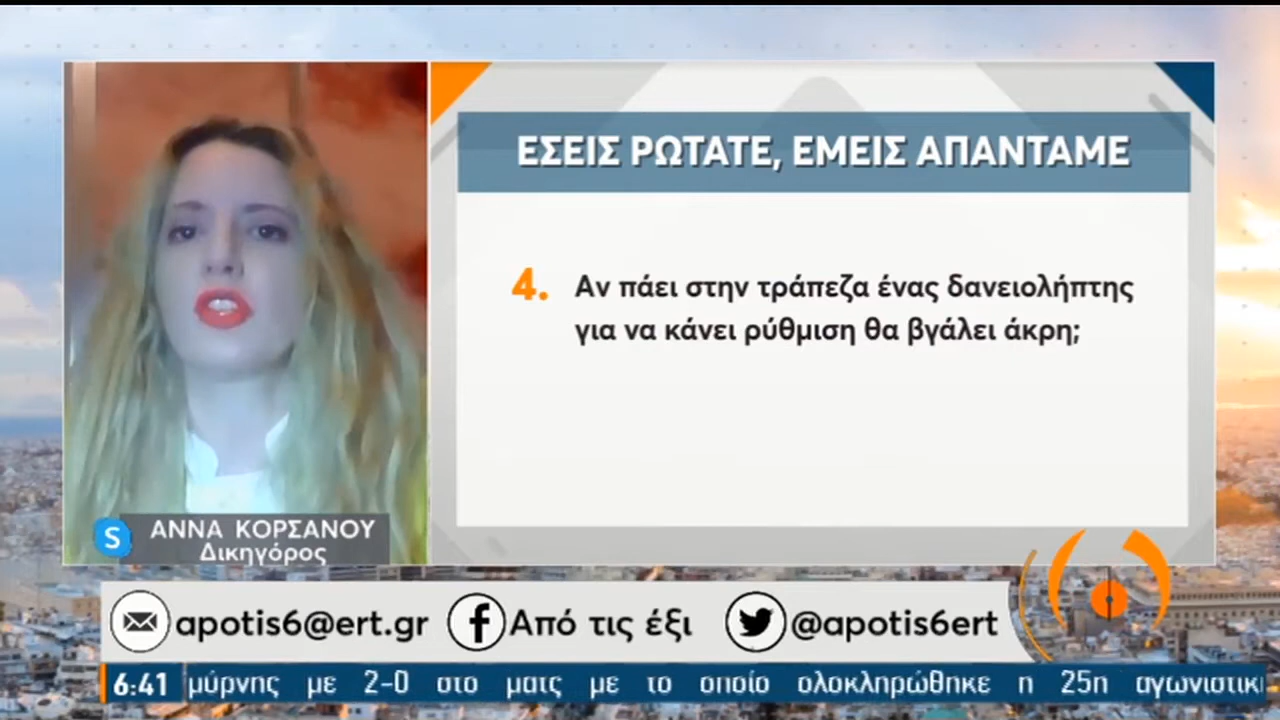 ΕΣΕΙΣ ΡΩΤΑΤΕ, ΕΜΕΙΣ ΑΠΑΝΤΑΜΕ
4. Αν πάει στην τράπεζα ένας δανειολήπτης
για να κάνει ρύθμιση θα βγάλει άκρη;
S ΑΝΝΑ ΚΟΡΣΑΝΟΥ
Δικηγόρος
apotis6@ert.gr f Από τις έξι @apotis6ert
6:41 μύρνης με 2-0 στο ματς με το οποίο ολοκληρώθηκε η 25η αγωνιστικ